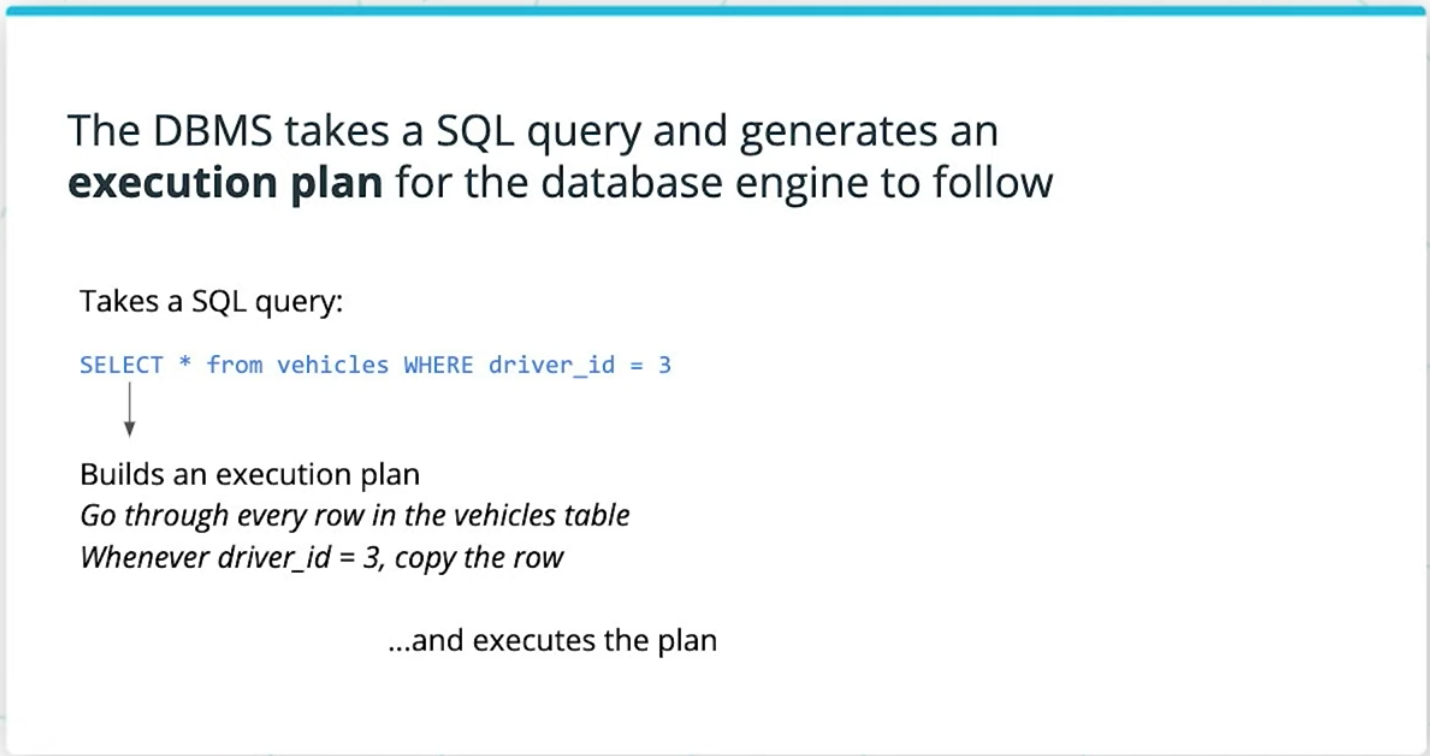 The DBMS takes a SQL query and generates an
execution plan for the database engine to follow
Takes a SQL query:
SELECT * from vehicles WHERE driver_id = 3
Builds an execution plan
Go through every row in the vehicles table
Whenever driver_id = 3, copy the row
...and executes the plan